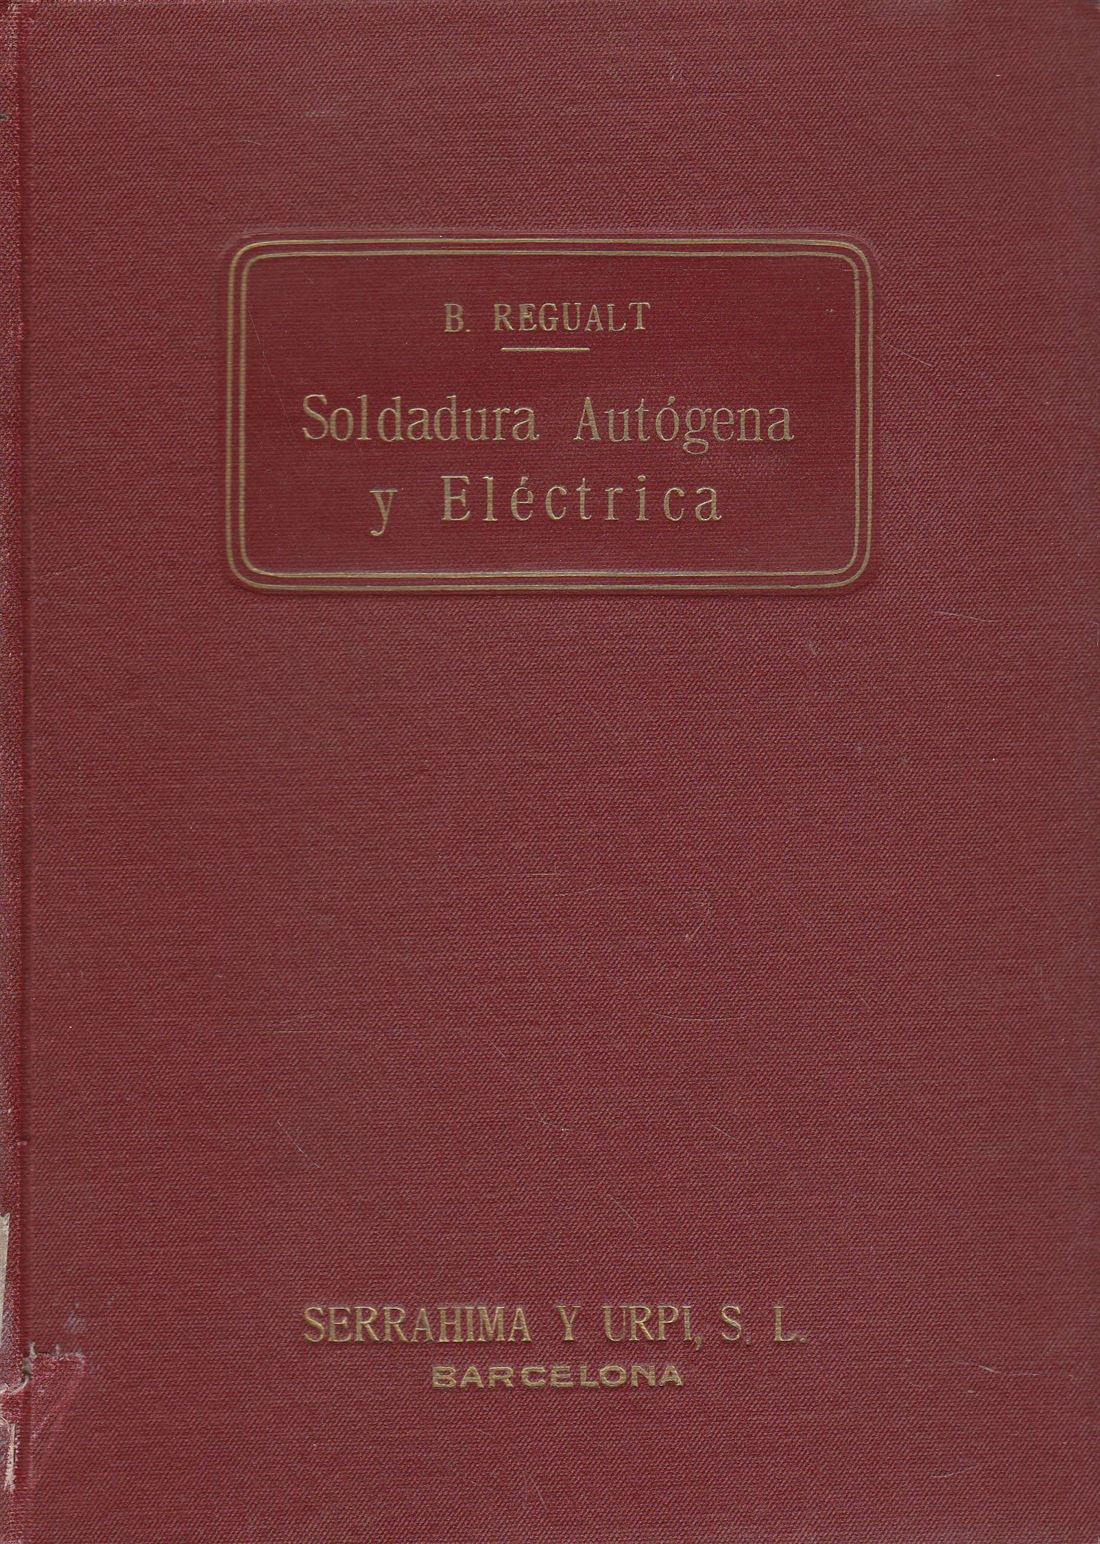 B. REGUALT
Soldadura Autógena
y Eléctrica
SERRAHIMA Y URPI, S. L.
BARCELONA